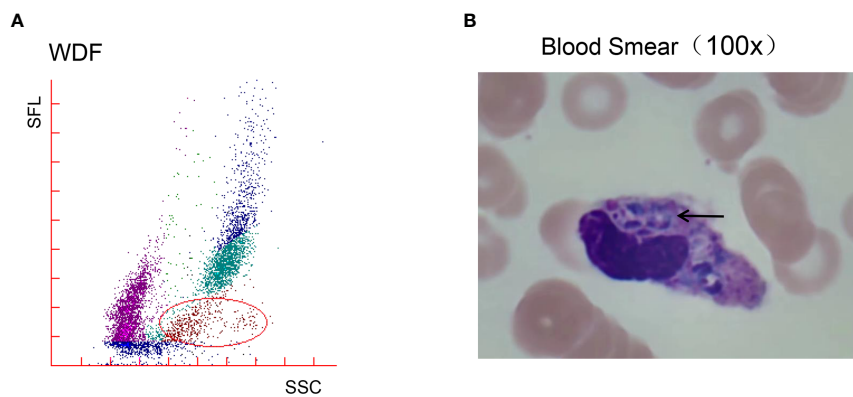 A
WDF
SFL
SSC
B
Blood Smear（100x）